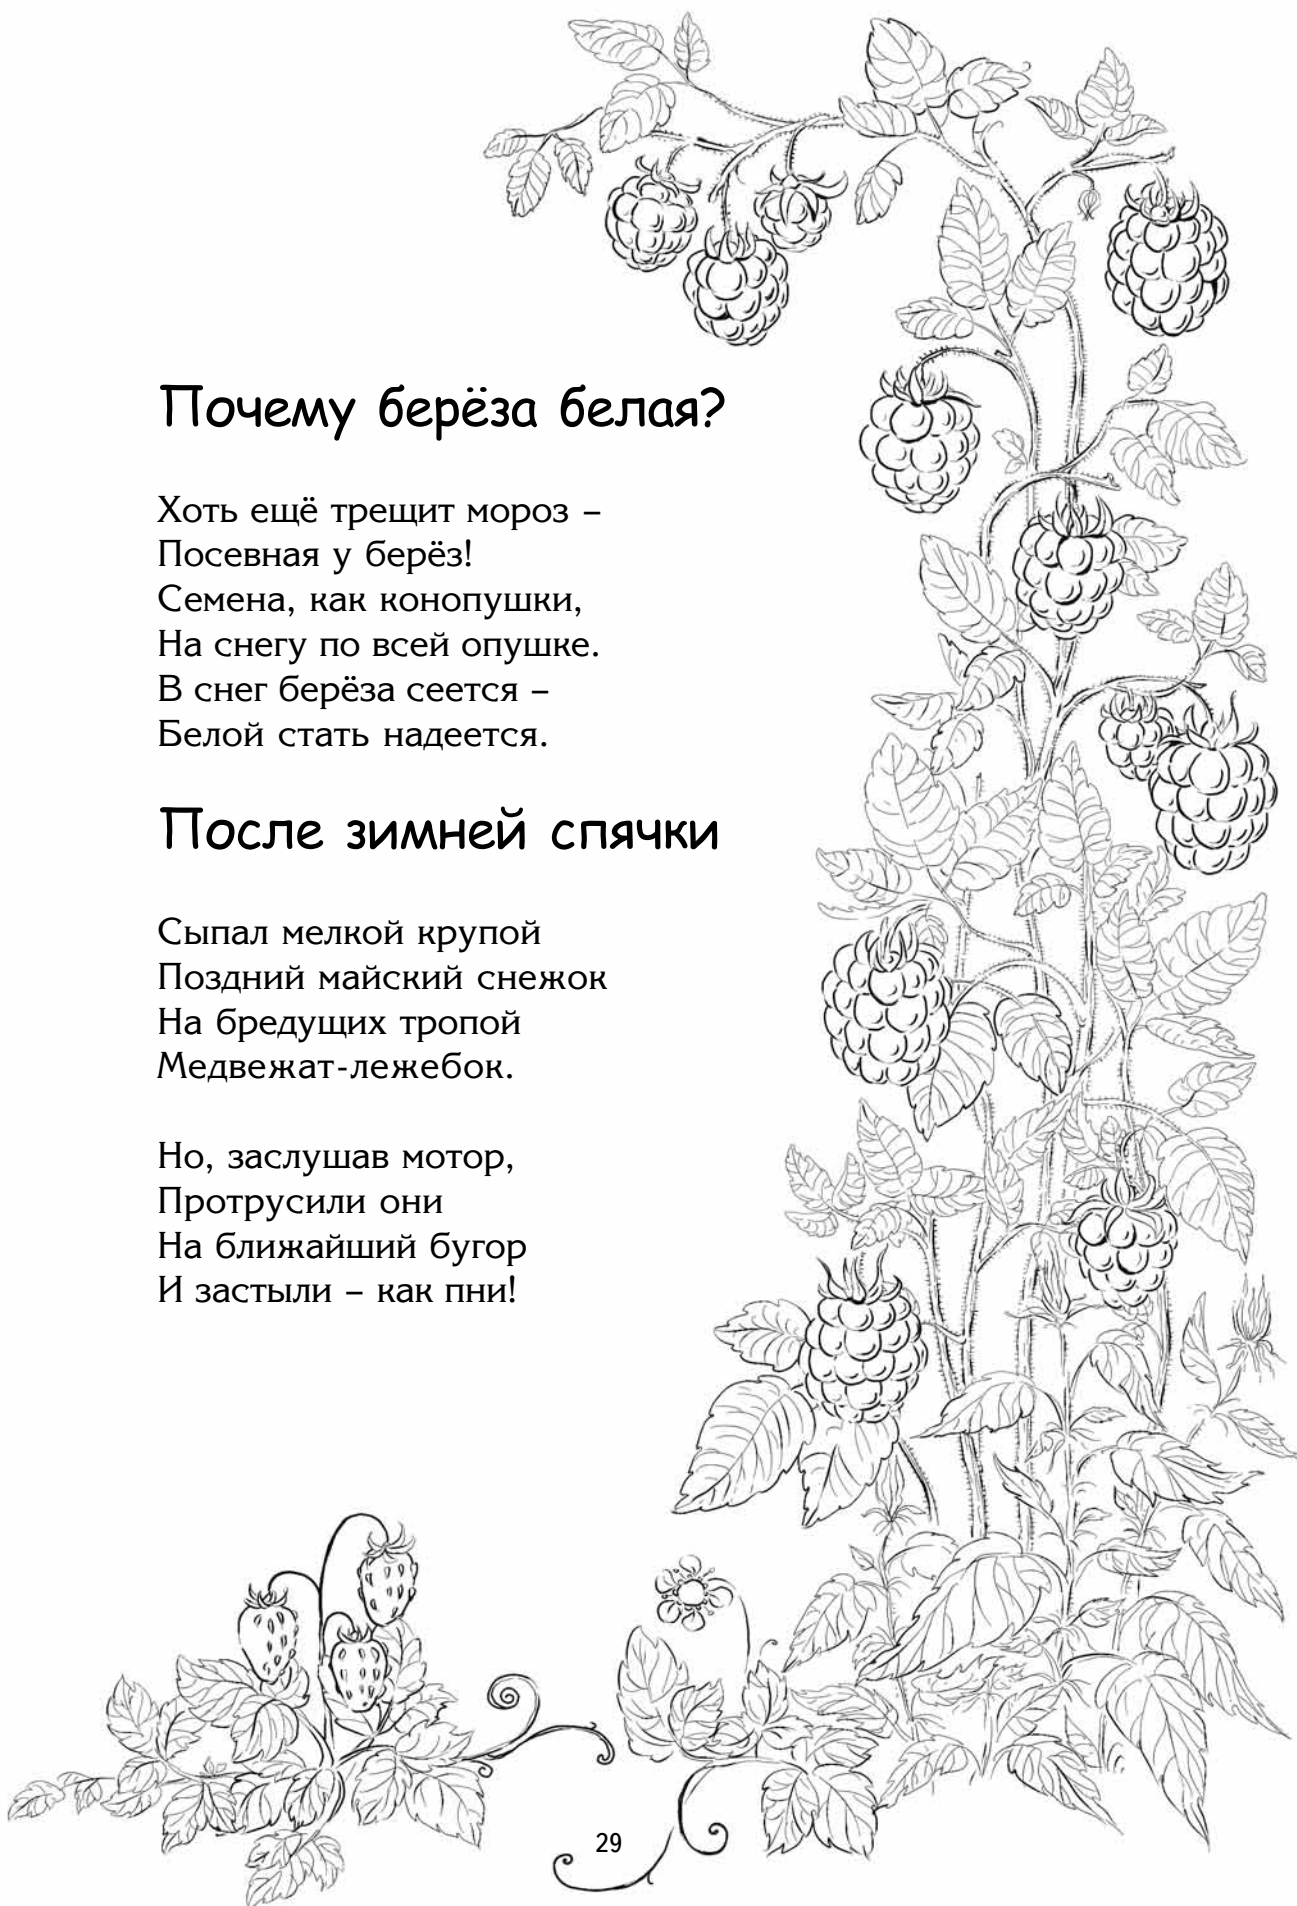 Почему берёза белая?
Хоть ещё трещит мороз –
Посевная у берёз!
Семена, как конопушки,
На снегу по всей опушке.
В снег берёза сеется –
Белой стать надеется.
После зимней спячки
Сыпал мелкой крупой
Поздний майский снежок
На бредущих тропой
Медвежат-лежебок.
Но, заслушав мотор,
Протрусили они
На ближайший бугор
И застыли – как пни!
29